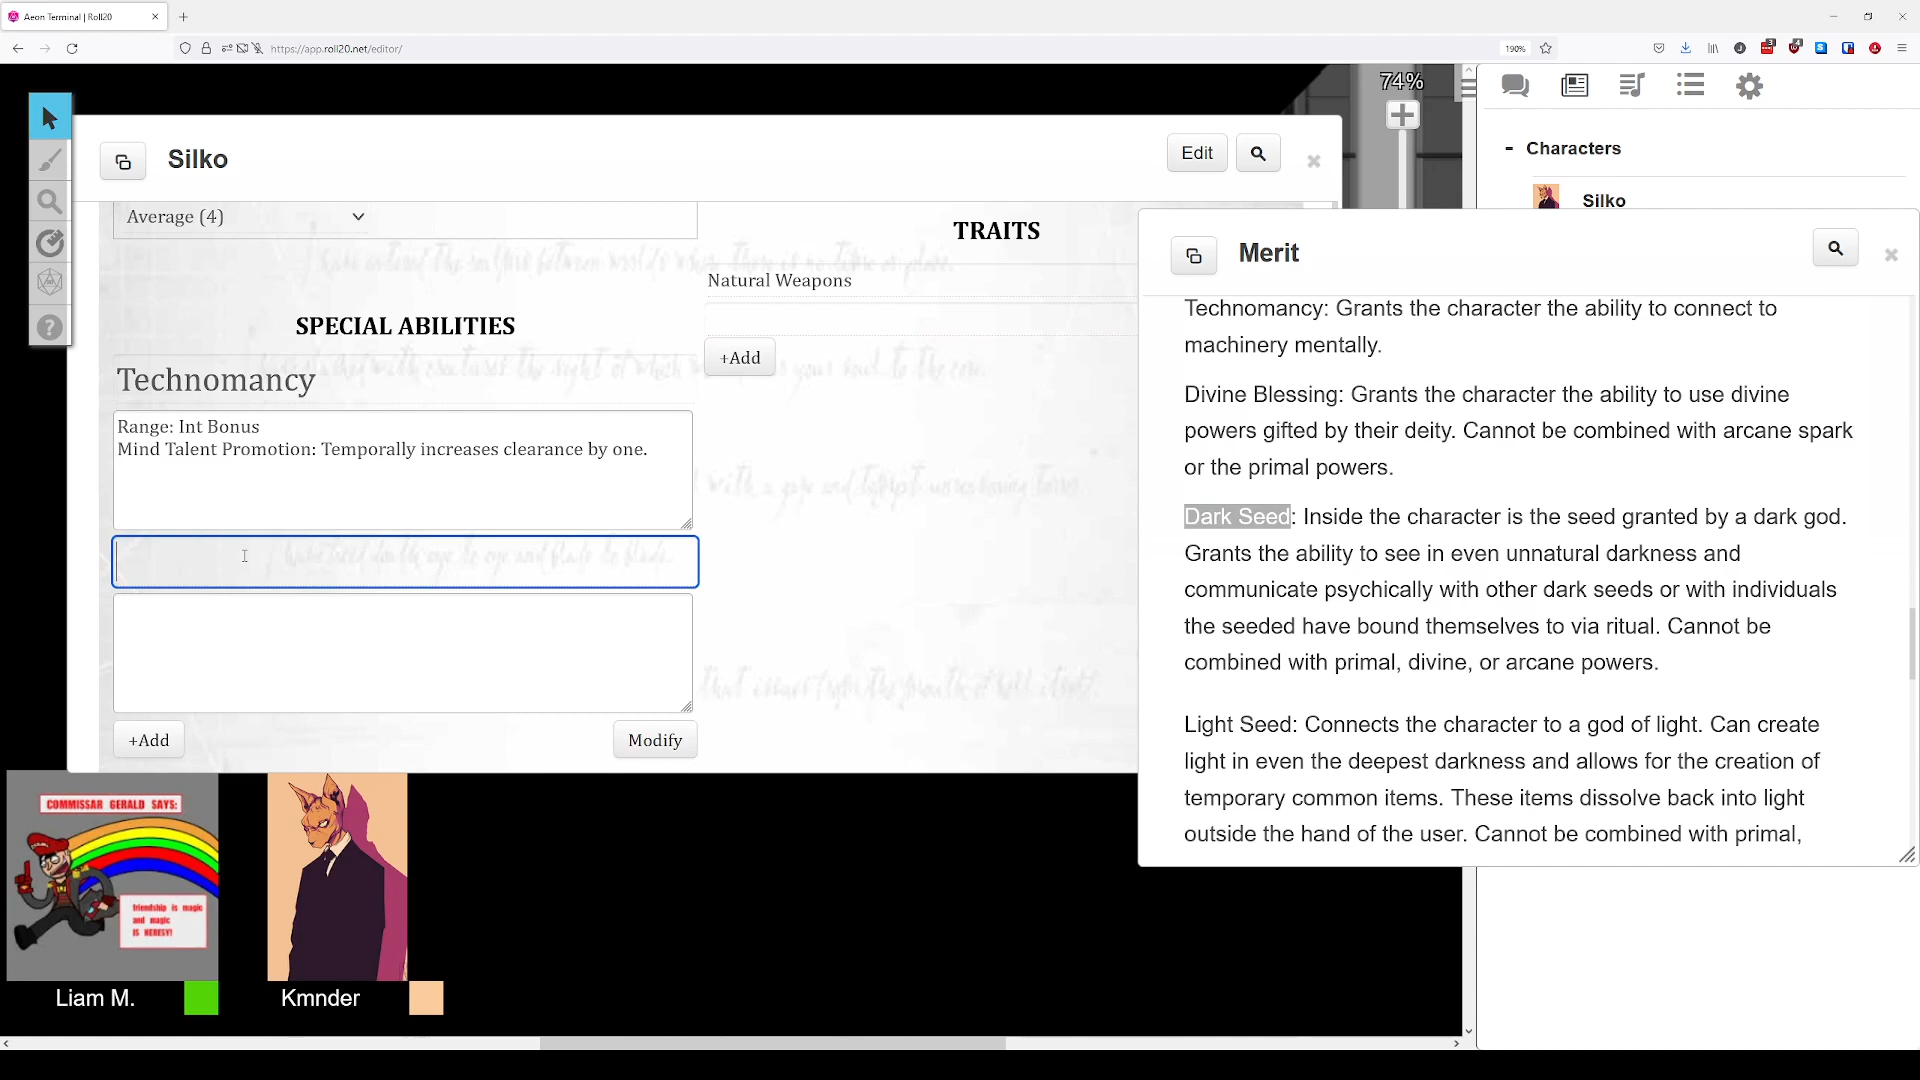 Aeon Terminal | Roll20
https://app.roll20.net/editor/
190%
3
4
74%
Silko
Edit
Average (4)
SPECIAL ABILITIES
Technomancy
Range: Int Bonus
Mind Talent Promotion: Temporally increases clearance by one.
+Add
Modify
TRAITS
Natural Weapons
+Add
Characters
Silko
Merit
Technomancy: Grants the character the ability to connect to
machinery mentally.
Divine Blessing: Grants the character the ability to use divine
powers gifted by their deity. Cannot be combined with arcane spark
or the primal powers.
Dark Seed: Inside the character is the seed granted by a dark god.
Grants the ability to see in even unnatural darkness and
communicate psychically with other dark seeds or with individuals
the seeded have bound themselves to via ritual. Cannot be
combined with primal, divine, or arcane powers.
Light Seed: Connects the character to a god of light. Can create
light in even the deepest darkness and allows for the creation of
temporary common items. These items dissolve back into light
outside the hand of the user. Cannot be combined with primal,
COMMISSAR GERALD SAYS:
friendship is magic
and magic
IS HERESY!
Liam M.
Kmnder